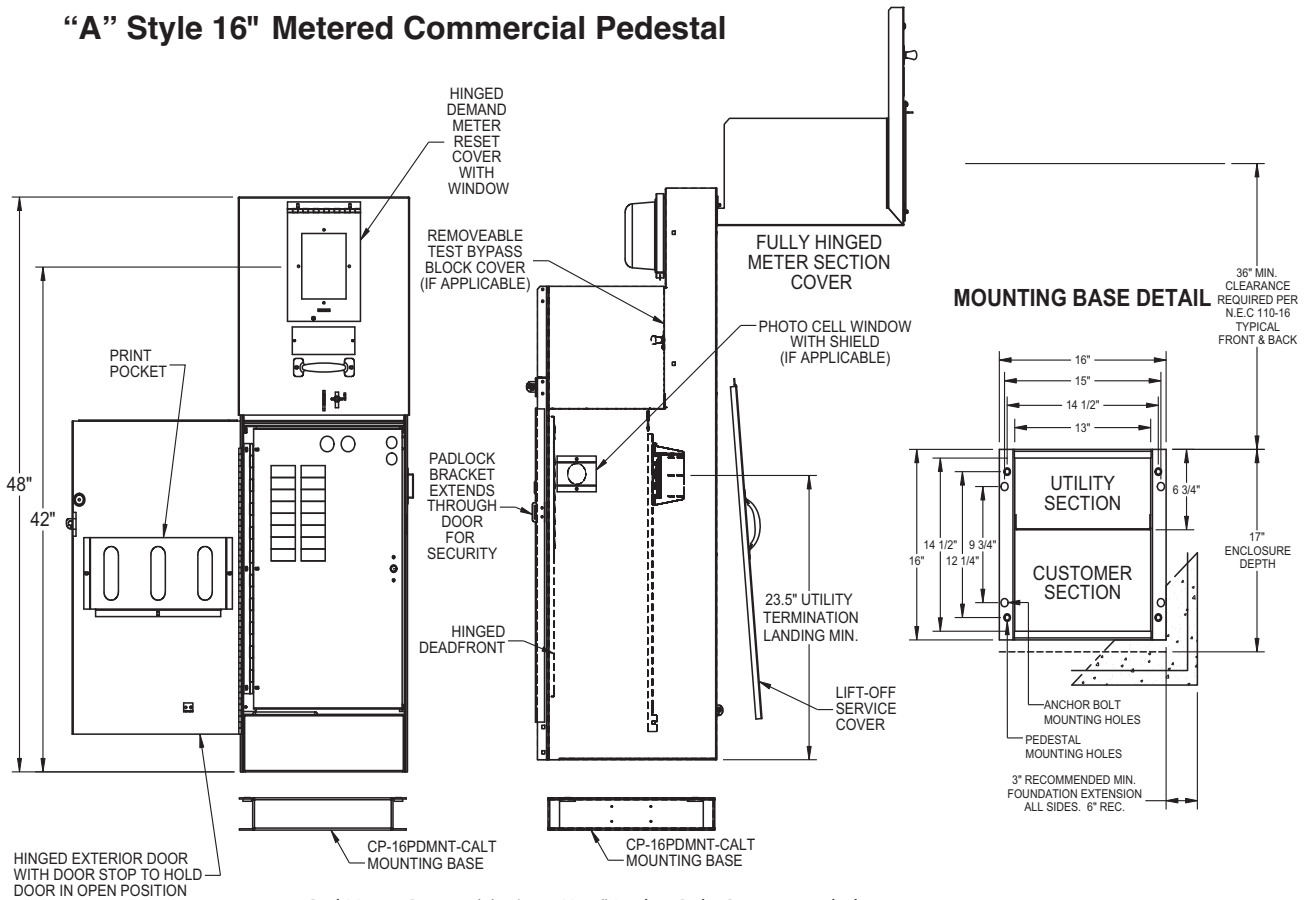 “A” Style 16" Metered Commercial Pedestal
HINGED
DEMAND
METER
RESET
COVER
WITH
WINDOW
REMOVEABLE
TEST BYPASS
BLOCK COVER
(IF APPLICABLE)
FULLY HINGED
METER SECTION
COVER
PHOTO CELL WINDOW
WITH SHIELD
(IF APPLICABLE)
PRINT
POCKET
48"
42"
PADLOCK
BRACKET
EXTENDS
THROUGH
DOOR
FOR
SECURITY
HINGED
DEADFRONT
23.5" UTILITY
TERMINATION
LANDING MIN.
LIFT-OFF
SERVICE
COVER
HINGED EXTERIOR DOOR
WITH DOOR STOP TO HOLD
DOOR IN OPEN POSITION
CP-16PDMNT-CALT
MOUNTING BASE
CP-16PDMNT-CALT
MOUNTING BASE
MOUNTING BASE DETAIL
36" MIN.
CLEARANCE
REQUIRED PER
N.E.C 110-16
TYPICAL
FRONT & BACK
16"
15"
14 1/2"
13"
UTILITY
SECTION
6 3/4"
16"
14 1/2"
12 1/4"
9 3/4"
CUSTOMER
SECTION
17"
ENCLOSURE
DEPTH
ANCHOR BOLT
MOUNTING HOLES
PEDESTAL
MOUNTING HOLES
3" RECOMMENDED MIN.
FOUNDATION EXTENSION
ALL SIDES. 6" REC.